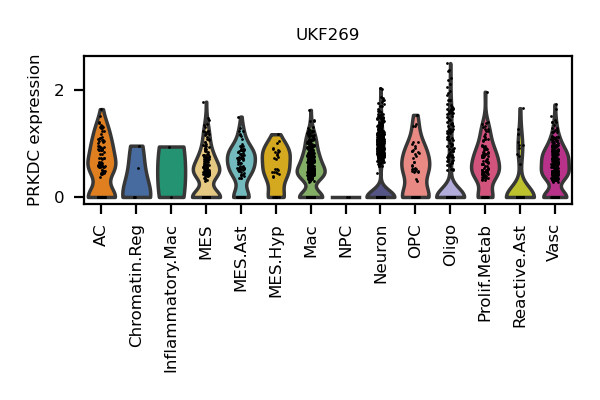 UKF269
PRKDC expression
2
0
AC
Chromatin.Reg
Inflammatory.Mac
MES
MES.Ast
MES.Hyp
Mac
NPC
Neuron
OPC
Oligo
Prolif.Metab
Reactive.Ast
Vasc